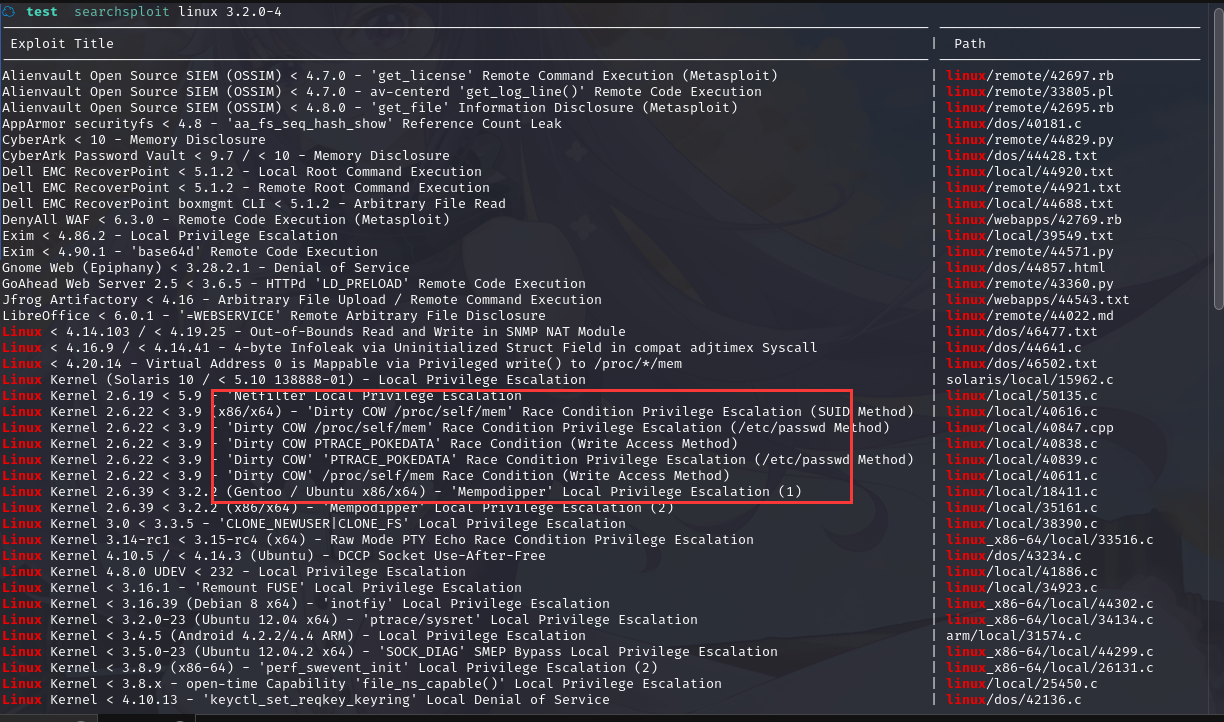 test searchsploit linux 3.2.0-4
Exploit Title | Path
Alienvault Open Source SIEM (OSSIM) < 4.7.0 - 'get_license' Remote Command Execution (Metasploit) | linux/remote/42697.rb
Alienvault Open Source SIEM (OSSIM) < 4.7.0 - av-centerd 'get_log_line()' Remote Code Execution | linux/remote/33805.pl
Alienvault Open Source SIEM (OSSIM) < 4.8.0 - 'get_file' Information Disclosure (Metasploit) | linux/remote/42695.rb
AppArmor securityfs < 4.8 - 'aa_fs_seq_hash_show' Reference Count Leak | linux/dos/40181.c
CyberArk < 10 - Memory Disclosure | linux/remote/44829.py
CyberArk Password Vault < 9.7 / < 10 - Memory Disclosure | linux/dos/44428.txt
Dell EMC RecoverPoint < 5.1.2 - Local Root Command Execution | linux/local/44920.txt
Dell EMC RecoverPoint < 5.1.2 - Remote Root Command Execution | linux/remote/44921.txt
Dell EMC RecoverPoint boxmgmt CLI < 5.1.2 - Arbitrary File Read | linux/local/44688.txt
DenyAll WAF < 6.3.0 - Remote Code Execution (Metasploit) | linux/webapps/42769.rb
Exim < 4.86.2 - Local Privilege Escalation | linux/local/39549.txt
Exim < 4.90.1 - 'base64d' Remote Code Execution | linux/remote/44571.py
Gnome Web (Epiphany) < 3.28.2.1 - Denial of Service | linux/dos/44857.html
GoAhead Web Server 2.5 < 3.6.5 - HTTPd 'LD_PRELOAD' Remote Code Execution | linux/remote/43360.py
Jfrog Artifactory < 4.16 - Arbitrary File Upload / Remote Command Execution | linux/webapps/44543.txt
LibreOffice < 6.0.1 - '=WEBSERVICE' Remote Arbitrary File Disclosure | linux/remote/44022.md
Linux < 4.14.103 / < 4.19.25 - Out-of-Bounds Read and Write in SNMP NAT Module | linux/dos/46477.txt
Linux < 4.16.9 / < 4.14.41 - 4-byte Infoleak via Uninitialized Struct Field in compat adjtimex Syscall | linux/dos/44641.c
Linux < 4.20.14 - Virtual Address 0 is Mappable via Privileged write() to /proc/*/mem | linux/dos/46502.txt
Linux Kernel (Solaris 10 / < 5.10 138888-01) - Local Privilege Escalation | solaris/local/15962.c
Linux Kernel 2.6.19 < 5.9 - 'Netfilter Local Privilege Escalation | linux/local/50135.c
Linux Kernel 2.6.22 < 3.9 (x86/x64) - 'Dirty COW /proc/self/mem' Race Condition Privilege Escalation (SUID Method) | linux/local/40616.c
Linux Kernel 2.6.22 < 3.9 - 'Dirty COW /proc/self/mem' Race Condition Privilege Escalation (/etc/passwd Method) | linux/local/40847.cpp
Linux Kernel 2.6.22 < 3.9 - 'Dirty COW PTRACE_POKEDATA' Race Condition (Write Access Method) | linux/local/40838.c
Linux Kernel 2.6.22 < 3.9 - 'Dirty COW' 'PTRACE_POKEDATA' Race Condition Privilege Escalation (/etc/passwd Method) | linux/local/40839.c
Linux Kernel 2.6.22 < 3.9 - 'Dirty COW' /proc/self/mem Race Condition (Write Access Method) | linux/local/40611.c
Linux Kernel 2.6.39 < 3.2.2 (Gentoo / Ubuntu x86/x64) - 'Mempodipper' Local Privilege Escalation (1) | linux/local/18411.c
Linux Kernel 2.6.39 < 3.2.2 (x86/x64) - 'Mempodipper' Local Privilege Escalation (2) | linux/local/35161.c
Linux Kernel 3.0 < 3.3.5 - 'CLONE_NEWUSER|CLONE_FS' Local Privilege Escalation | linux/local/38390.c
Linux Kernel 3.14-rc1 < 3.15-rc4 (x64) - Raw Mode PTY Echo Race Condition Privilege Escalation | linux_x86-64/local/33516.c
Linux Kernel 4.10.5 / < 4.14.3 (Ubuntu) - DCCP Socket Use-After-Free | linux/dos/43234.c
Linux Kernel 4.8.0 UDEV < 232 - Local Privilege Escalation | linux/local/41886.c
Linux Kernel < 3.16.1 - 'Remount FUSE' Local Privilege Escalation | linux/local/34923.c
Linux Kernel < 3.16.39 (Debian 8 x64) - 'inotfiy' Local Privilege Escalation | linux_x86-64/local/44302.c
Linux Kernel < 3.2.0-23 (Ubuntu 12.04 x64) - 'ptrace/sysret' Local Privilege Escalation | linux_x86-64/local/34134.c
Linux Kernel < 3.4.5 (Android 4.2.2/4.4 ARM) - Local Privilege Escalation | arm/local/31574.c
Linux Kernel < 3.5.0-23 (Ubuntu 12.04.2 x64) - 'SOCK_DIAG' SMEP Bypass Local Privilege Escalation | linux_x86-64/local/44299.c
Linux Kernel < 3.8.9 (x86-64) - 'perf_swevent_init' Local Privilege Escalation (2) | linux_x86-64/local/26131.c
Linux Kernel < 3.8.x - open-time Capability 'file_ns_capable()' Local Privilege Escalation | linux/local/25450.c
Linux Kernel < 4.10.13 - 'keyctl_set_reqkey_keyring' Local Denial of Service | linux/dos/42136.c